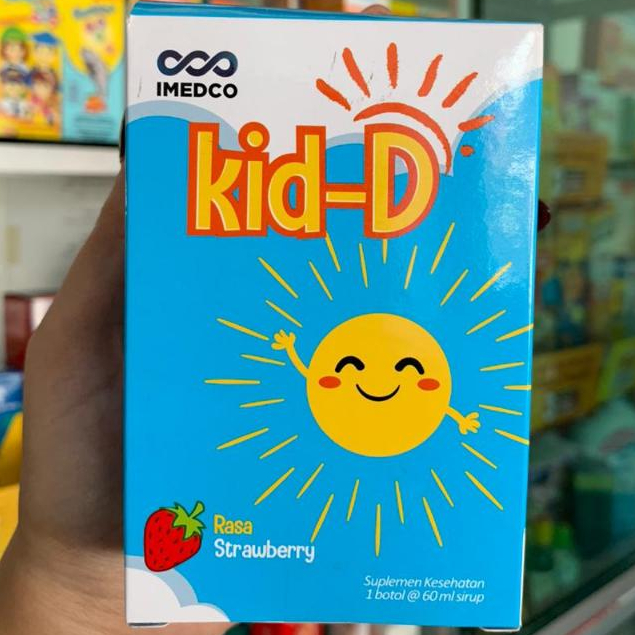 IMEDCO
kid-D
Rasa
Strawberry
Suplemen Kesehatan
1 botol @ 60 ml sirup